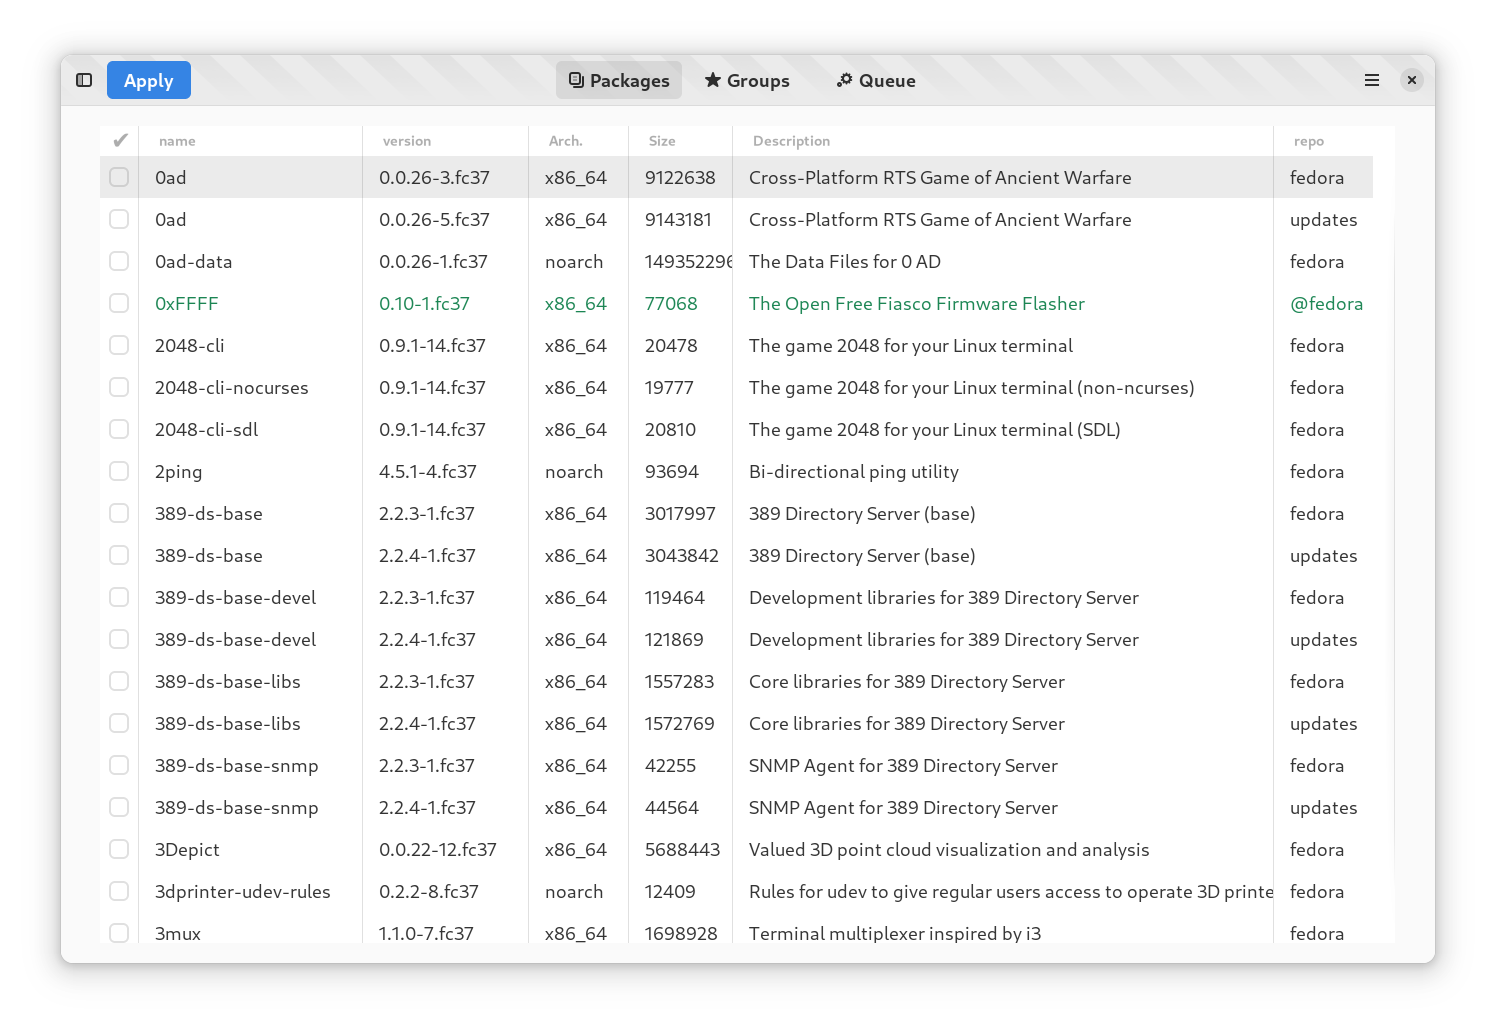 Apply Packages Groups Queue
✔ name version Arch. Size Description repo
0ad 0.0.26-3.fc37 x86_64 9122638 Cross-Platform RTS Game of Ancient Warfare fedora
0ad 0.0.26-5.fc37 x86_64 9143181 Cross-Platform RTS Game of Ancient Warfare updates
0ad-data 0.0.26-1.fc37 noarch 149352296 The Data Files for 0 AD fedora
0xFFFF 0.10-1.fc37 x86_64 77068 The Open Free Fiasco Firmware Flasher @fedora
2048-cli 0.9.1-14.fc37 x86_64 20478 The game 2048 for your Linux terminal fedora
2048-cli-nocurses 0.9.1-14.fc37 x86_64 19777 The game 2048 for your Linux terminal (non-ncurses) fedora
2048-cli-sdl 0.9.1-14.fc37 x86_64 20810 The game 2048 for your Linux terminal (SDL) fedora
2ping 4.5.1-4.fc37 noarch 93694 Bi-directional ping utility fedora
389-ds-base 2.2.3-1.fc37 x86_64 3017997 389 Directory Server (base) fedora
389-ds-base 2.2.4-1.fc37 x86_64 3043842 389 Directory Server (base) updates
389-ds-base-devel 2.2.3-1.fc37 x86_64 119464 Development libraries for 389 Directory Server fedora
389-ds-base-devel 2.2.4-1.fc37 x86_64 121869 Development libraries for 389 Directory Server updates
389-ds-base-libs 2.2.3-1.fc37 x86_64 1557283 Core libraries for 389 Directory Server fedora
389-ds-base-libs 2.2.4-1.fc37 x86_64 1572769 Core libraries for 389 Directory Server updates
389-ds-base-snmp 2.2.3-1.fc37 x86_64 42255 SNMP Agent for 389 Directory Server fedora
389-ds-base-snmp 2.2.4-1.fc37 x86_64 44564 SNMP Agent for 389 Directory Server updates
3Depict 0.0.22-12.fc37 x86_64 5688443 Valued 3D point cloud visualization and analysis fedora
3dprinter-udev-rules 0.2.2-8.fc37 noarch 12409 Rules for udev to give regular users access to operate 3D printe fedora
3mux 1.1.0-7.fc37 x86_64 1698928 Terminal multiplexer inspired by i3 fedora